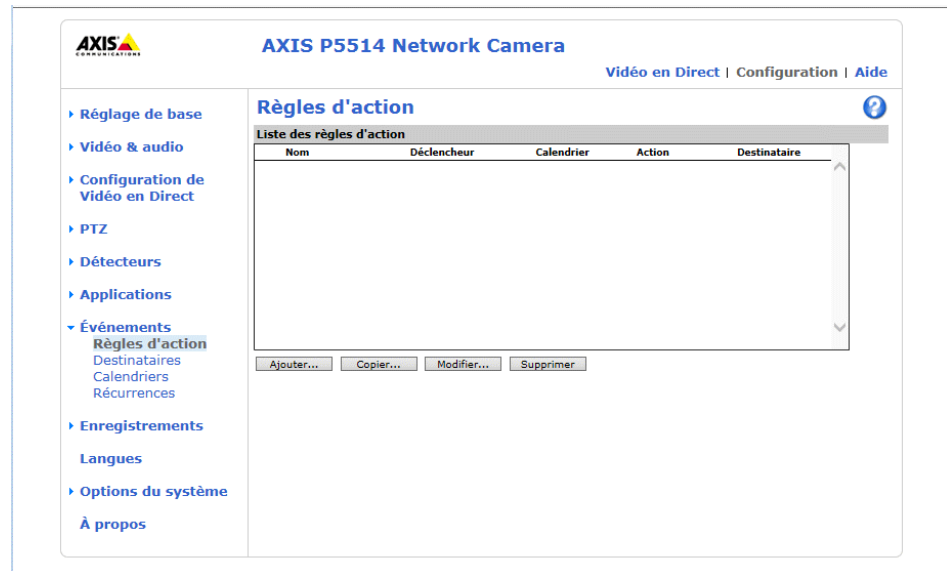 AXIS
COMMUNICATIONS
AXIS P5514 Network Camera
Vidéo en Direct | Configuration | Aide
Réglage de base
Vidéo & audio
Configuration de
Vidéo en Direct
PTZ
Détecteurs
Applications
Événements
Règles d'action
Destinataires
Calendriers
Récurrences
Enregistrements
Langues
Options du système
À propos
Règles d'action
?
Liste des règles d'action
Nom Déclencheur Calendrier Action Destinataire
Ajouter... Copier... Modifier... Supprimer